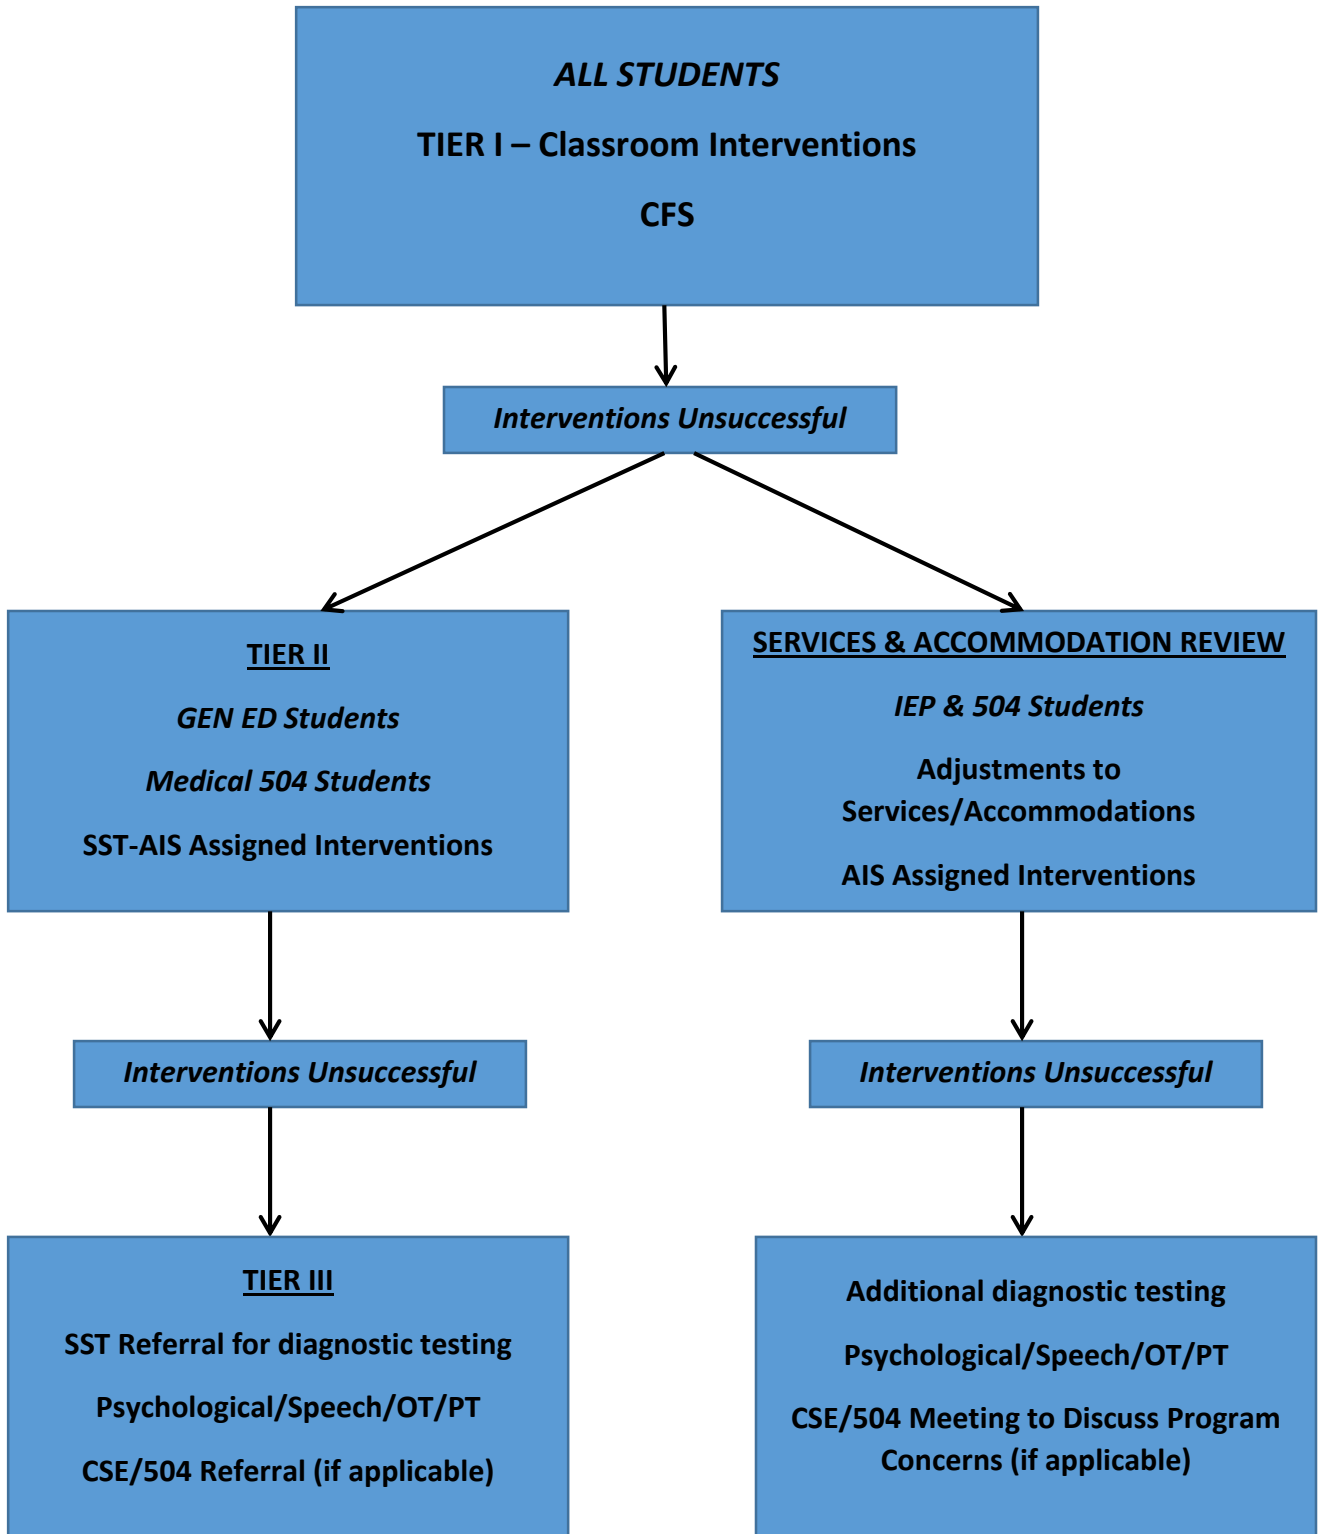 ALL STUDENTS
TIER I – Classroom Interventions
CFS
Interventions Unsuccessful
TIER II
GEN ED Students
Medical 504 Students
SST-AIS Assigned Interventions
SERVICES & ACCOMMODATION REVIEW
IEP & 504 Students
Adjustments to
Services/Accommodations
AIS Assigned Interventions
Interventions Unsuccessful
Interventions Unsuccessful
TIER III
SST Referral for diagnostic testing
Psychological/Speech/OT/PT
CSE/504 Referral (if applicable)
Additional diagnostic testing
Psychological/Speech/OT/PT
CSE/504 Meeting to Discuss Program
Concerns (if applicable)